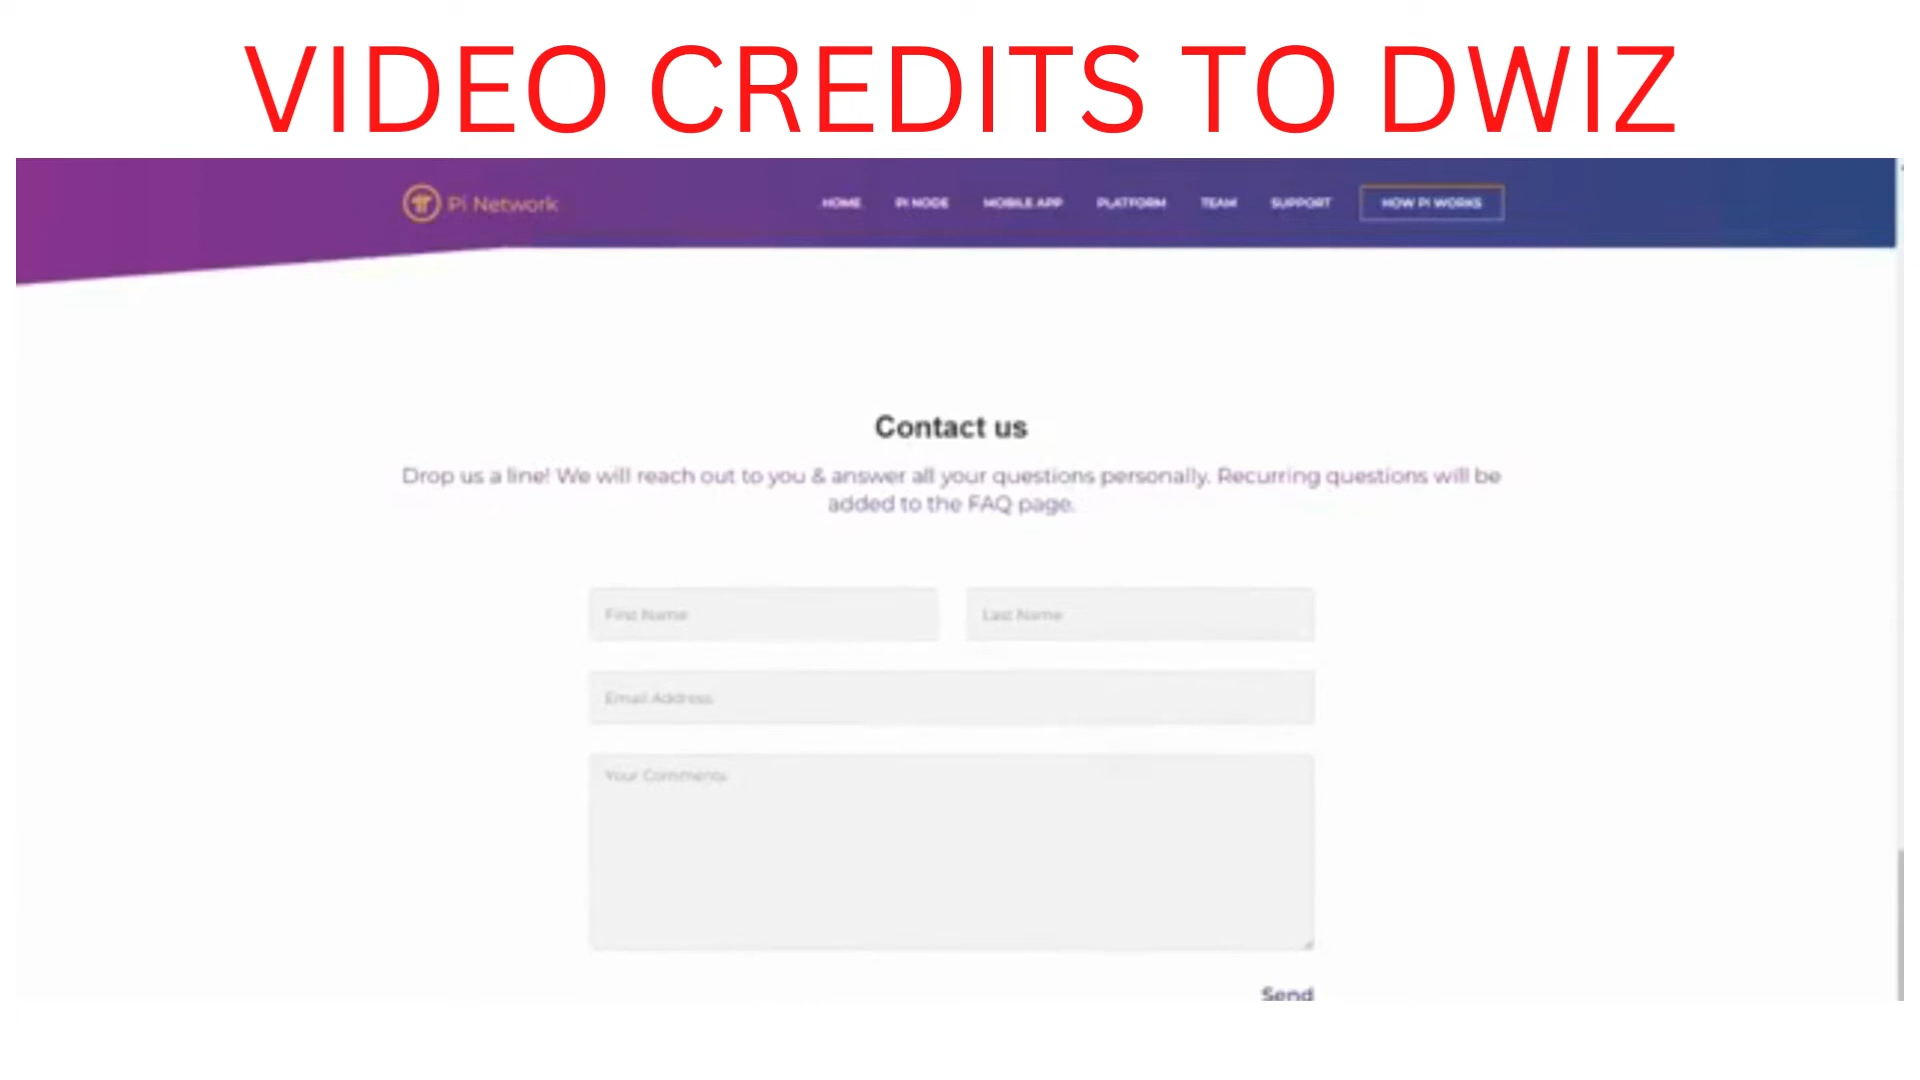 VIDEO CREDITS TO DWIZ
Pi Network
HOME PI NODE MOBILE APP PLATFORM TEAM SUPPORT HOW PI WORKS
Contact us
Drop us a line! We will reach out to you & answer all your questions personally. Recurring questions will be
added to the FAQ page.
First Name Last Name
Email Address
Your Comments
Send